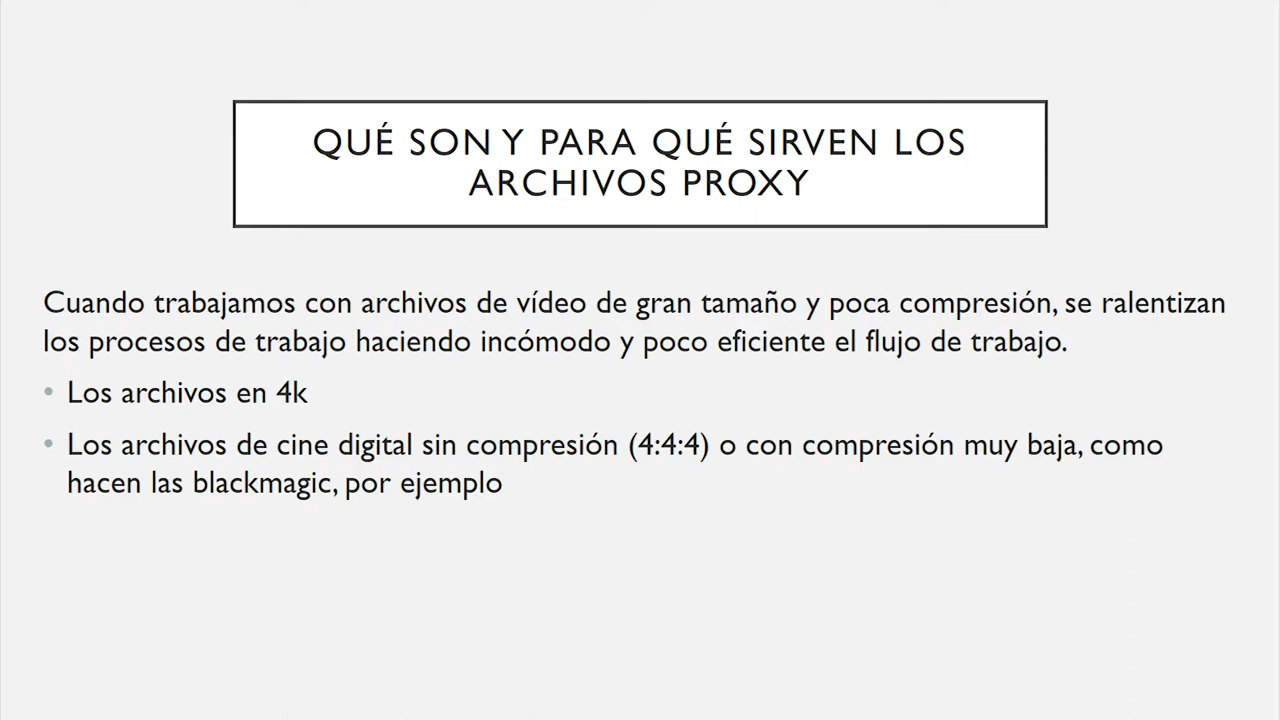 QUÉ SON Y PARA QUÉ SIRVEN LOS
ARCHIVOS PROXY
Cuando trabajamos con archivos de vídeo de gran tamaño y poca compresión, se ralentizan
los procesos de trabajo haciendo incómodo y poco eficiente el flujo de trabajo.
• Los archivos en 4k
• Los archivos de cine digital sin compresión (4:4:4) o con compresión muy baja, como
hacen las blackmagic, por ejemplo